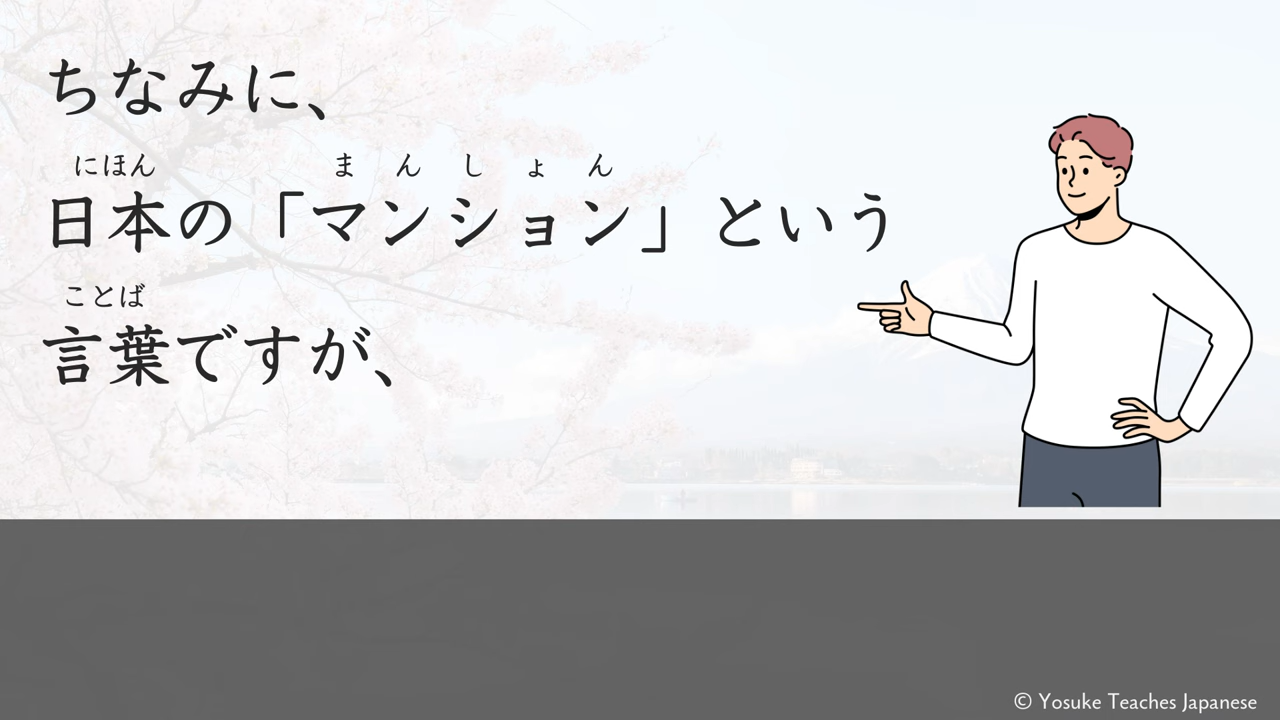 ちなみに、
にほん まんしょん
日本の「マンション」という
ことば
言葉ですが、
© Yosuke Teaches Japanese